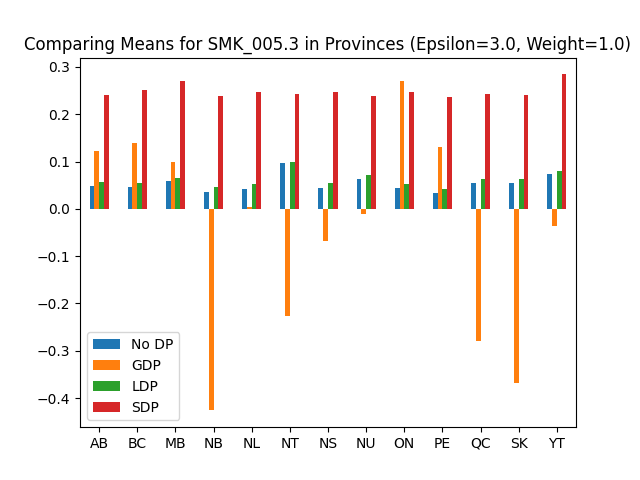 Comparing Means for SMK_005.3 in Provinces (Epsilon=3.0, Weight=1.0)
0.3
0.2
0.1
0.0
−0.1
−0.2
−0.3
−0.4
No DP
GDP
LDP
SDP
AB BC MB NB NL NT NS NU ON PE QC SK YT